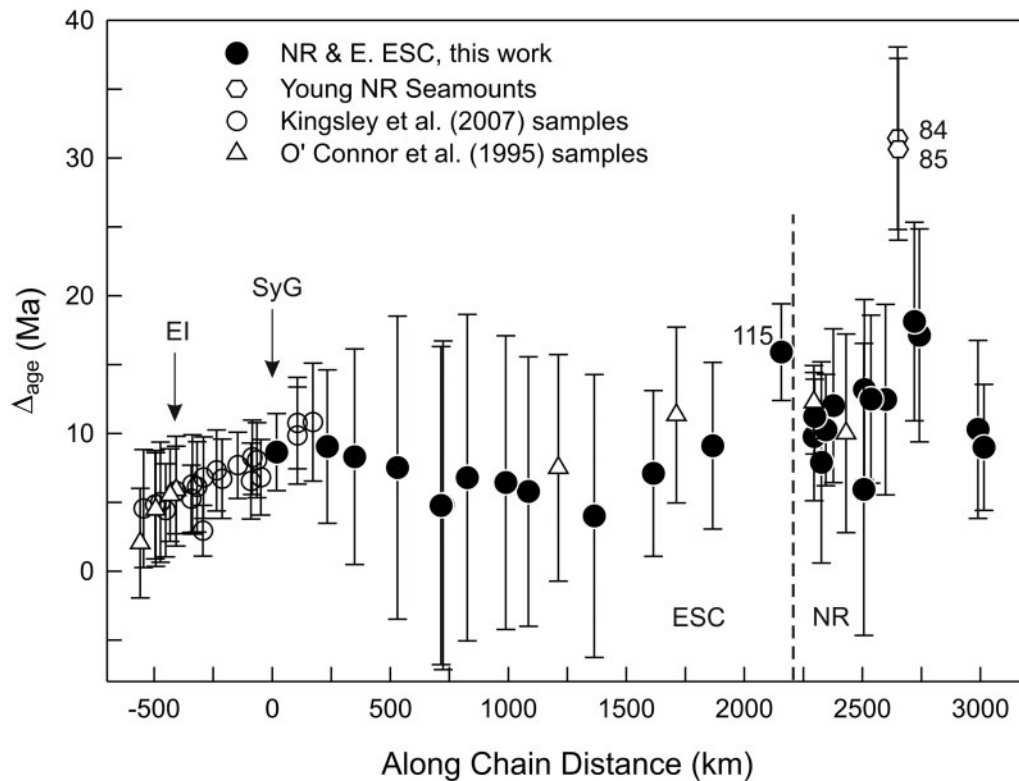 40
30
20
10
0
Δage (Ma)
NR & E. ESC, this work
Young NR Seamounts
Kingsley et al. (2007) samples
O' Connor et al. (1995) samples
84
85
SyG
EI
115
ESC
NR
-500 0 500 1000 1500 2000 2500 3000
Along Chain Distance (km)